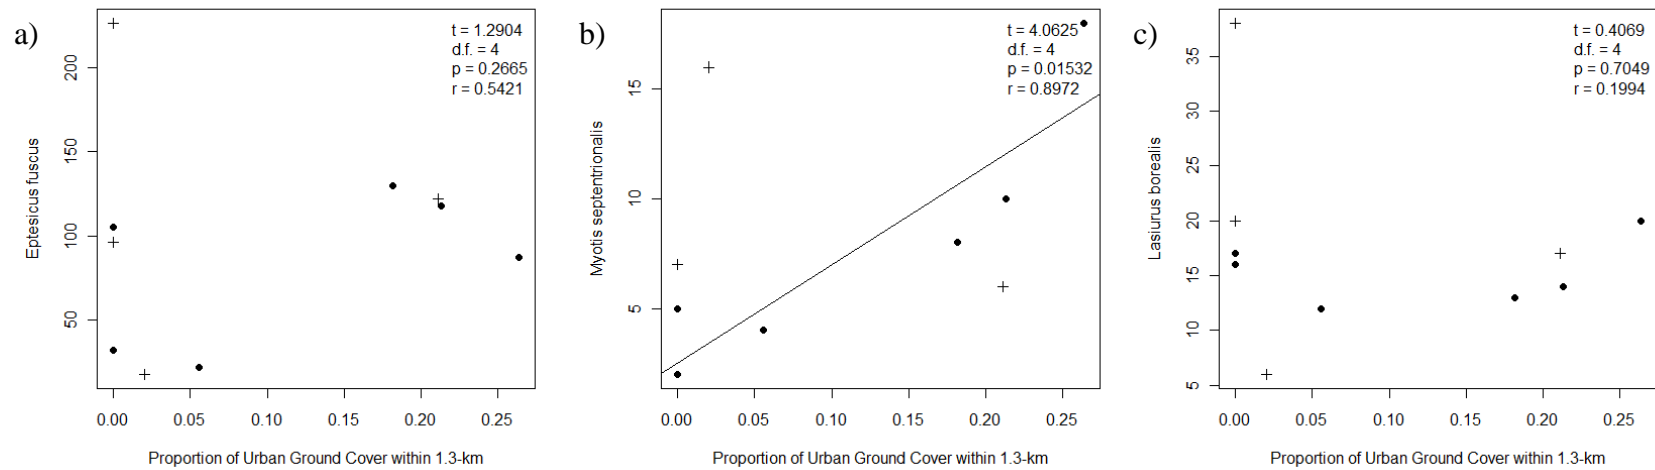 a)
t = 1.2904
d.f. = 4
p = 0.2665
r = 0.5421
Eptesicus fuscus
200
150
100
50
0.00 0.05 0.10 0.15 0.20 0.25
Proportion of Urban Ground Cover within 1.3-km
b)
t = 4.0625
d.f. = 4
p = 0.01532
r = 0.8972
Myotis septentrionalis
15
10
5
0.00 0.05 0.10 0.15 0.20 0.25
Proportion of Urban Ground Cover within 1.3-km
c)
t = 0.4069
d.f. = 4
p = 0.7049
r = 0.1994
Lasiurus borealis
35
30
25
20
15
10
5
0.00 0.05 0.10 0.15 0.20 0.25
Proportion of Urban Ground Cover within 1.3-km